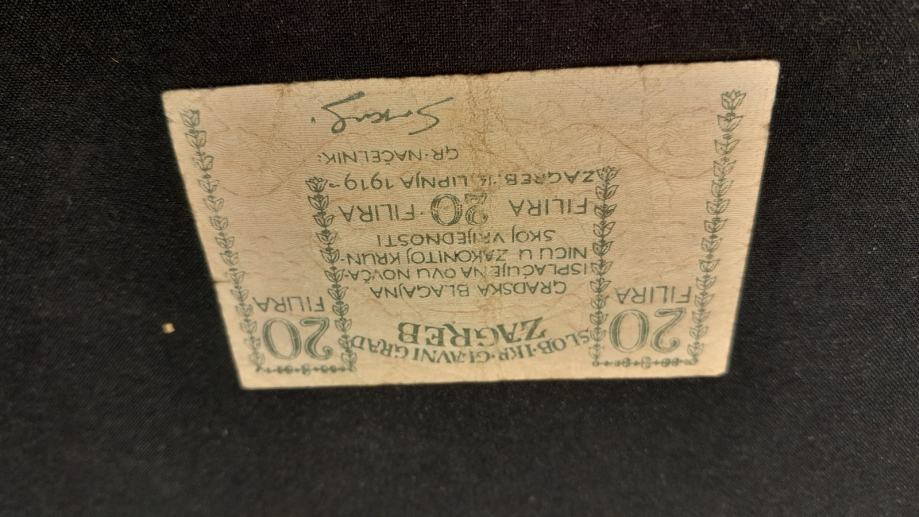 SLOB. I KR. GLAVNI GRAD
ZAGREB
20
FILIRA
20
FILIRA
GRADSKA BLAGAJNA
ISPLAĆUJE NA OVU NOVČA-
NICU U ZAKONITOJ KRUN-
SKOJ VRIJEDNOSTI
FILIRA 20 FILIRA
ZAGREB, LIPNJA 1919
GR. NAČELNIK: